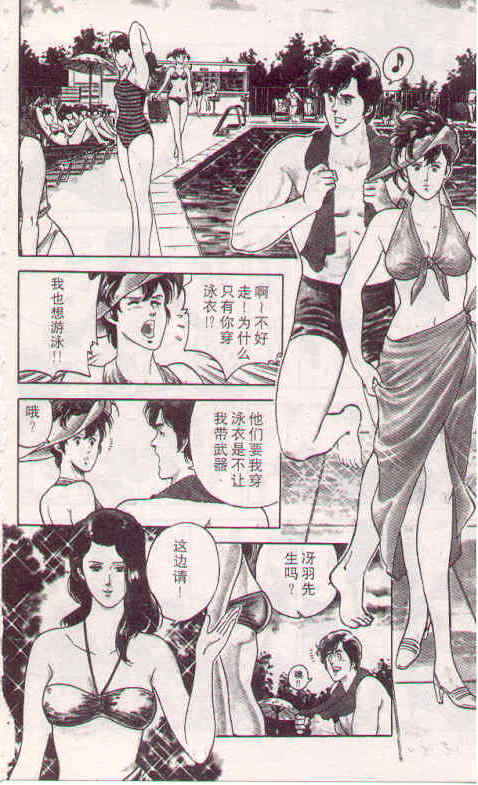 啊~不好
走!为什么
只有你穿
泳衣!?
我也想游泳!!
他们要我穿
泳衣是不让
我带武器.
哦?
冴羽先
生吗?
这边请!
噢!!